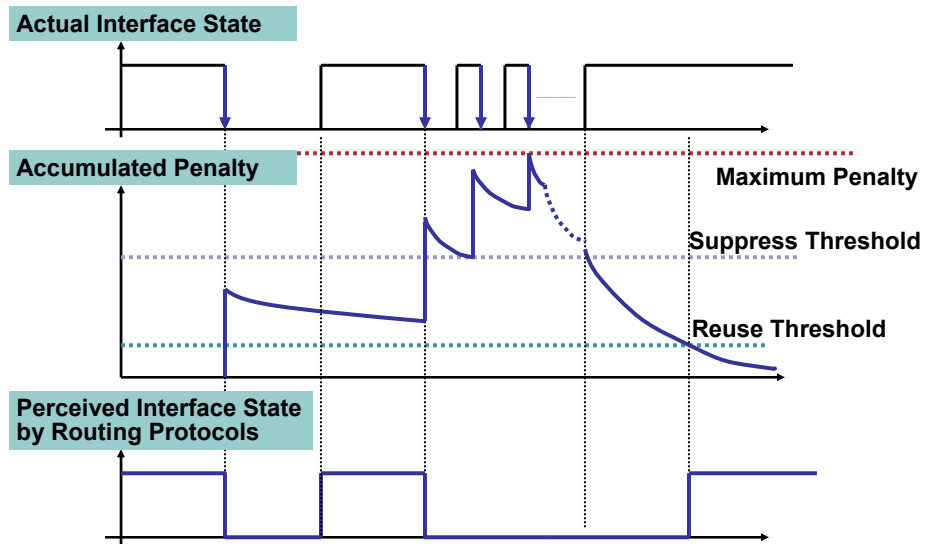 Actual Interface State
Accumulated Penalty
Maximum Penalty
Suppress Threshold
Reuse Threshold
Perceived Interface State
by Routing Protocols